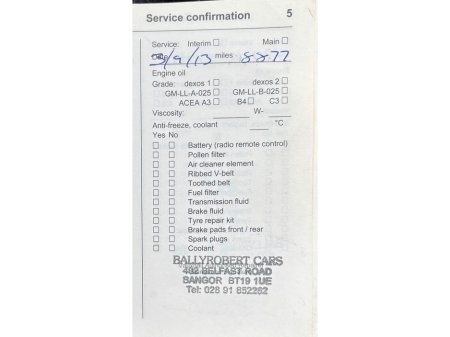 Service confirmation 5
Service: Interim ☐ Main ☐
Date 5/9/13 miles - 8877
Engine oil
Grade: dexos 1 ☐ dexos 2 ☐
GM-LL-A-025 ☐ GM-LL-B-025 ☐
ACEA A3 ☐ B4 ☐ C3 ☐
Viscosity: W-
Anti-freeze, coolant °C
Yes No
☐ ☐ Battery (radio remote control)
☐ ☐ Pollen filter
☐ ☐ Air cleaner element
☐ ☐ Ribbed V-belt
☐ ☐ Toothed belt
☐ ☐ Fuel filter
☐ ☐ Transmission fluid
☐ ☐ Brake fluid
☐ ☐ Tyre repair kit
☐ ☐ Brake pads front / rear
☐ ☐ Spark plugs
☐ ☐ Coolant
BALLYROBERT CARS
402 BELFAST ROAD
BANGOR BT19 1UE
Tel: 028 91 852262